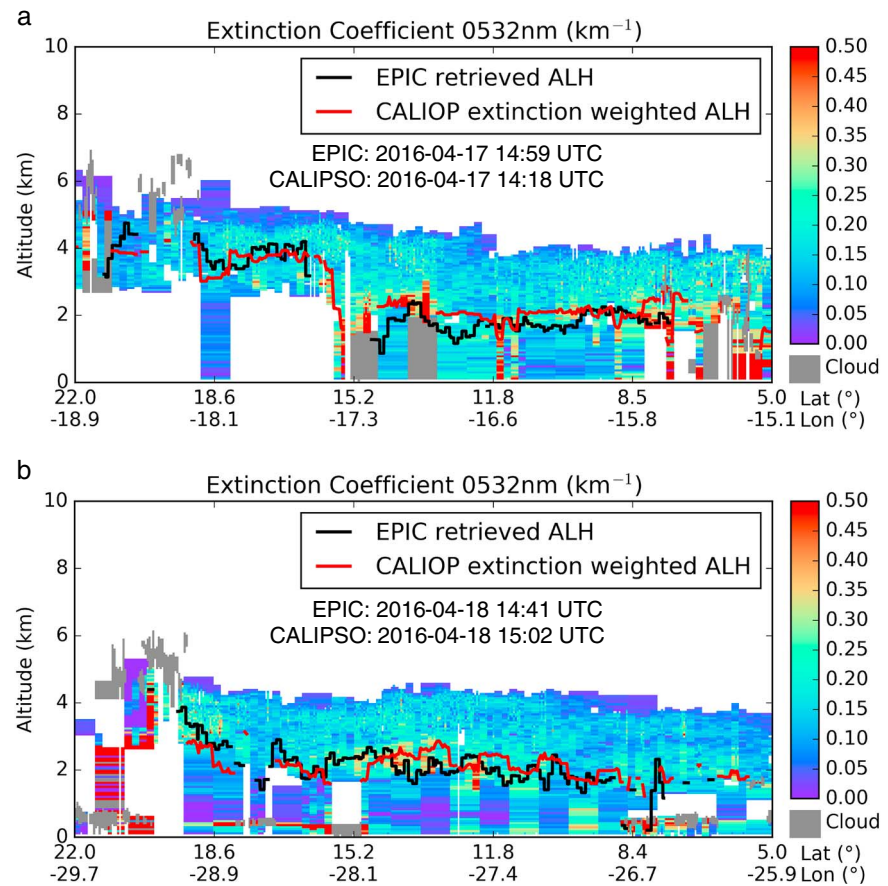 a
Extinction Coefficient 0532nm (km⁻¹)
10
8
6
4
2
0
Altitude (km)
EPIC retrieved ALH
CALIOP extinction weighted ALH
EPIC: 2016-04-17 14:59 UTC
CALIPSO: 2016-04-17 14:18 UTC
0.50
0.45
0.40
0.35
0.30
0.25
0.20
0.15
0.10
0.05
0.00
Cloud
22.0 18.6 15.2 11.8 8.5 5.0 Lat (°)
-18.9 -18.1 -17.3 -16.6 -15.8 -15.1 Lon (°)
b
Extinction Coefficient 0532nm (km⁻¹)
10
8
6
4
2
0
Altitude (km)
EPIC retrieved ALH
CALIOP extinction weighted ALH
EPIC: 2016-04-18 14:41 UTC
CALIPSO: 2016-04-18 15:02 UTC
0.50
0.45
0.40
0.35
0.30
0.25
0.20
0.15
0.10
0.05
0.00
Cloud
22.0 18.6 15.2 11.8 8.4 5.0 Lat (°)
-29.7 -28.9 -28.1 -27.4 -26.7 -25.9 Lon (°)